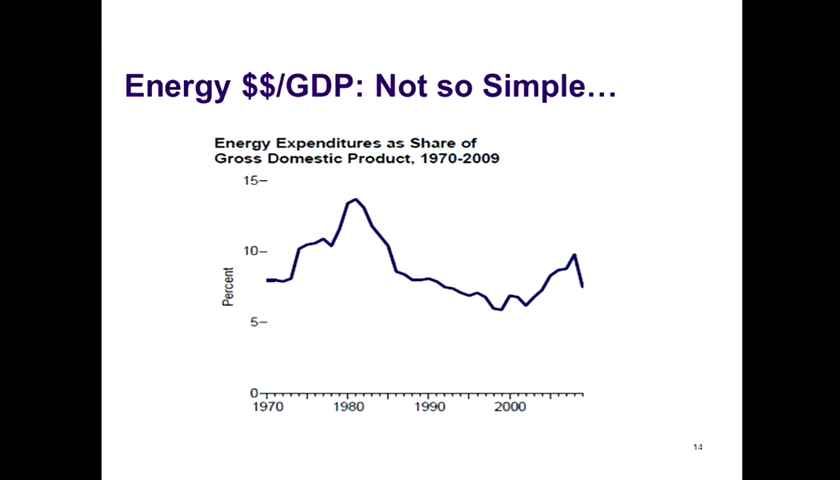 Energy $$/GDP: Not so Simple…
Energy Expenditures as Share of
Gross Domestic Product, 1970-2009
15
10
Percent
5
0
1970 1980 1990 2000
14